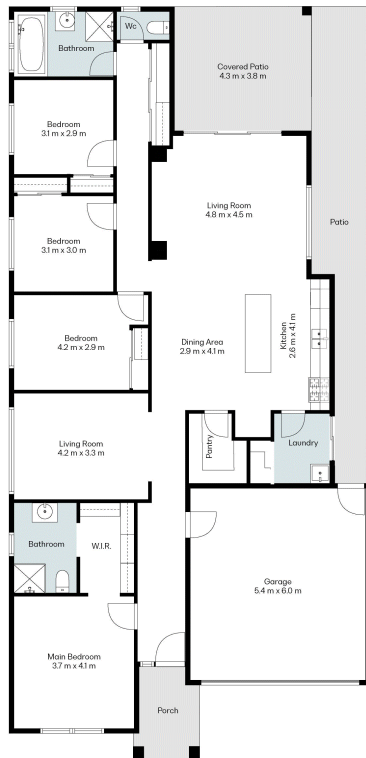 Wc
Bathroom
Covered Patio
4.3 m x 3.8 m
Bedroom
3.1 m x 2.9 m
Living Room
4.8 m x 4.5 m
Patio
Bedroom
3.1 m x 3.0 m
Bedroom
4.2 m x 2.9 m
Dining Area
2.9 m x 4.1 m
Kitchen
2.6 m x 4.1 m
Living Room
4.2 m x 3.3 m
Pantry
Laundry
Bathroom
W.I.R.
Garage
5.4 m x 6.0 m
Main Bedroom
3.7 m x 4.1 m
Porch